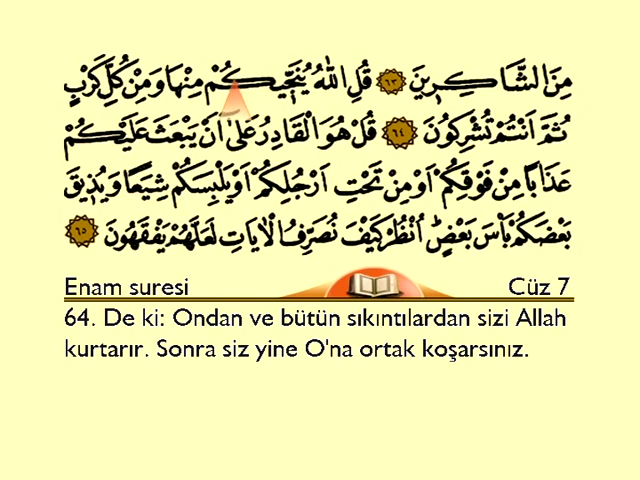 مِنَ الشَّاكِرِينَ ﴿٦٣﴾ قُلِ اللّٰهُ يُنَجِّيكُمْ مِنْهَا وَمِنْ كُلِّ كَرْبٍ
ثُمَّ اَنْتُمْ تُشْرِكُونَ ﴿٦٤﴾ قُلْ هُوَ الْقَادِرُ عَلٰٓى اَنْ يَبْعَثَ عَلَيْكُمْ
عَذَابًا مِنْ فَوْقِكُمْ اَوْ مِنْ تَحْتِ اَرْجُلِكُمْ اَوْ يَلْبِسَكُمْ شِيَعًا وَيُذِيقَ
بَعْضَكُمْ بَأْسَ بَعْضٍ اُنْظُرْ كَيْفَ نُصَرِّفُ الْاٰيَاتِ لَعَلَّهُمْ يَفْقَهُونَ ﴿٦٥﴾
Enam suresi Cüz 7
64. De ki: Ondan ve bütün sıkıntılardan sizi Allah
kurtarır. Sonra siz yine O'na ortak koşarsınız.